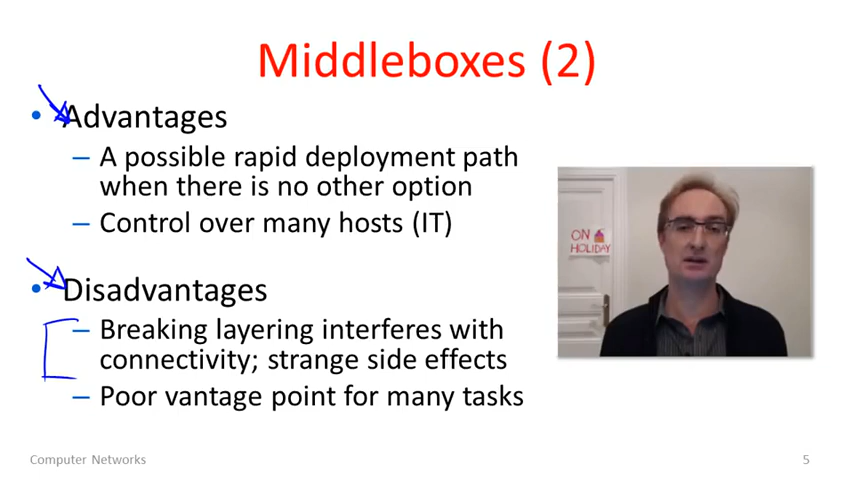 Middleboxes (2)
• Advantages
– A possible rapid deployment path
when there is no other option
– Control over many hosts (IT)
• Disadvantages
– Breaking layering interferes with
connectivity; strange side effects
– Poor vantage point for many tasks
ON
HOLIDAY
Computer Networks
5